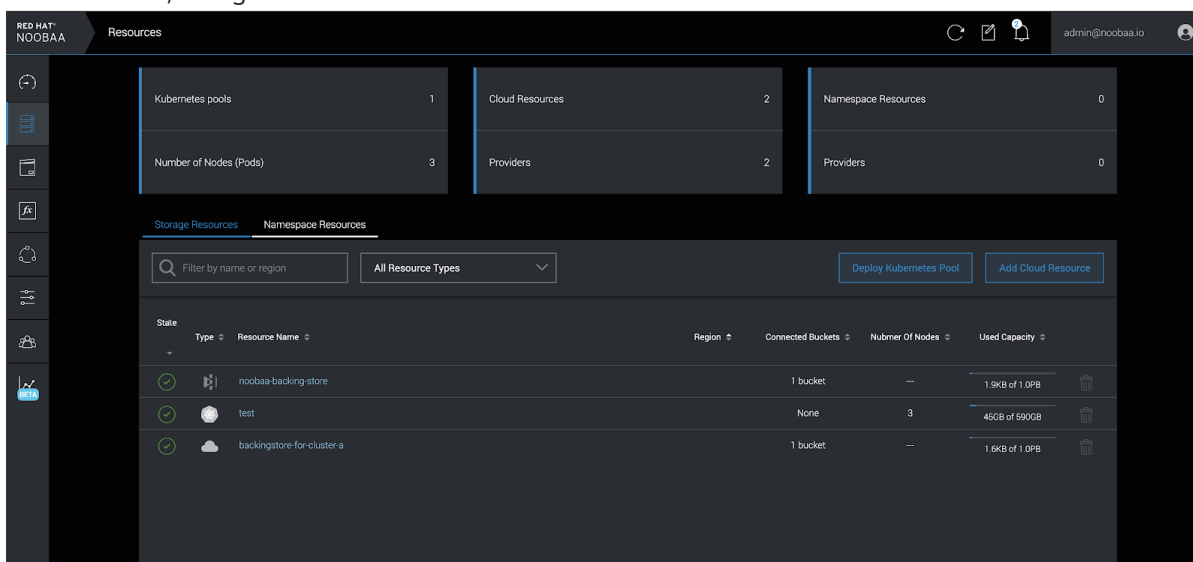 RED HAT®
NOOBAA
Resources
2
admin@noobaa.io
Kubernetes pools 1
Cloud Resources 2
Namespace Resources 0
Number of Nodes (Pods) 3
Providers 2
Providers 0
Storage Resources Namespace Resources
Filter by name or region
All Resource Types
Deploy Kubernetes Pool
Add Cloud Resource
State
Type Resource Name Region Connected Buckets Nubmer Of Nodes Used Capacity
noobaa-backing-store 1 bucket --- 1.9KB of 1.0PB
test None 3 45GB of 590GB
backingstore-for-cluster-a 1 bucket --- 1.6KB of 1.0PB
fx
BETA